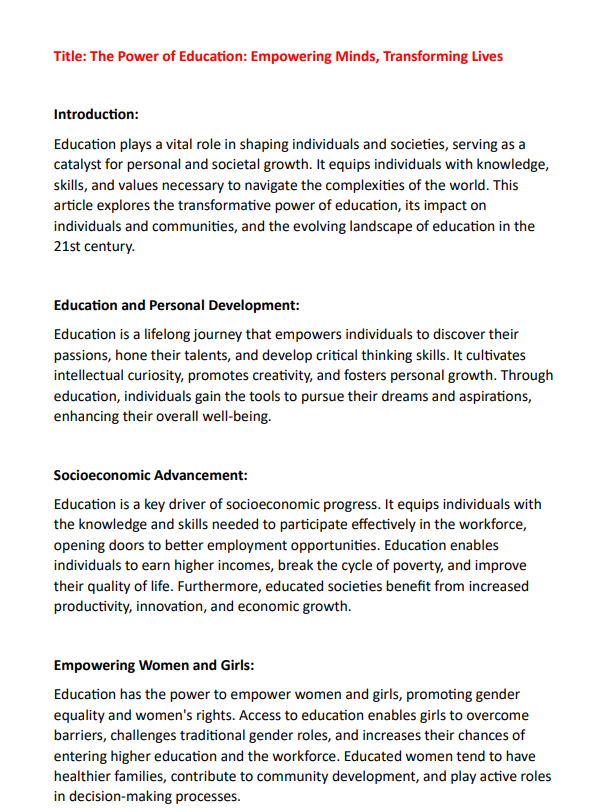 Title: The Power of Education: Empowering Minds, Transforming Lives
Introduction:
Education plays a vital role in shaping individuals and societies, serving as a
catalyst for personal and societal growth. It equips individuals with knowledge,
skills, and values necessary to navigate the complexities of the world. This
article explores the transformative power of education, its impact on
individuals and communities, and the evolving landscape of education in the
21st century.
Education and Personal Development:
Education is a lifelong journey that empowers individuals to discover their
passions, hone their talents, and develop critical thinking skills. It cultivates
intellectual curiosity, promotes creativity, and fosters personal growth. Through
education, individuals gain the tools to pursue their dreams and aspirations,
enhancing their overall well-being.
Socioeconomic Advancement:
Education is a key driver of socioeconomic progress. It equips individuals with
the knowledge and skills needed to participate effectively in the workforce,
opening doors to better employment opportunities. Education enables
individuals to earn higher incomes, break the cycle of poverty, and improve
their quality of life. Furthermore, educated societies benefit from increased
productivity, innovation, and economic growth.
Empowering Women and Girls:
Education has the power to empower women and girls, promoting gender
equality and women's rights. Access to education enables girls to overcome
barriers, challenges traditional gender roles, and increases their chances of
entering higher education and the workforce. Educated women tend to have
healthier families, contribute to community development, and play active roles
in decision-making processes.